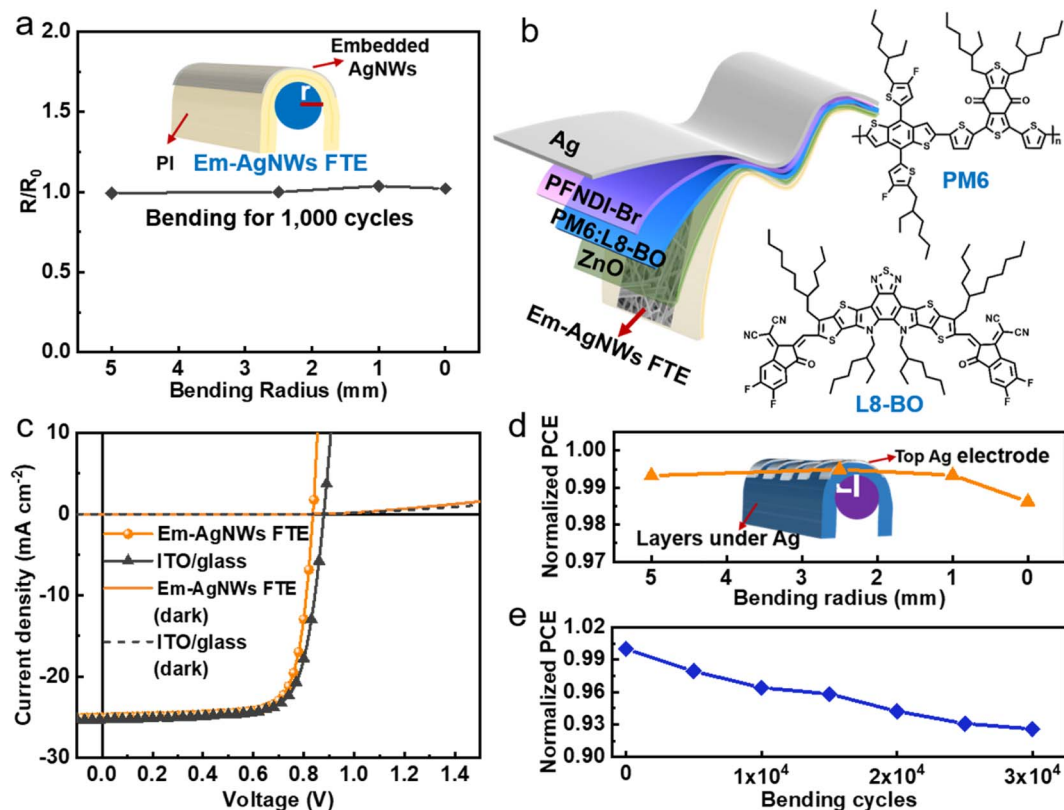 a
2.0
1.5
1.0
0.5
0.0
R/R0
Embedded
AgNWs
r
PI
Em-AgNWs FTE
Bending for 1,000 cycles
5 4 3 2 1 0
Bending Radius (mm)
b
Ag
PFNDI-Br
PM6:L8-BO
ZnO
Em-AgNWs FTE
F
S
S
S
O
O
S
S
S
S
S
F
n
PM6
S
N N
S S S S
NC
CN
N N
NC
CN
O
O
F
F
F
F
L8-BO
c
10
0
-10
-20
-30
Current density (mA cm-2)
Em-AgNWs FTE
ITO/glass
Em-AgNWs FTE
(dark)
ITO/glass
(dark)
0.0 0.2 0.4 0.6 0.8 1.0 1.2 1.4
Voltage (V)
d
1.00
0.99
0.98
0.97
Normalized PCE
Top Ag electrode
Layers under Ag
5 4 3 2 1 0
Bending radius (mm)
e
1.02
0.99
0.96
0.93
0.90
Normalized PCE
0 1x10^4 2x10^4 3x10^4
Bending cycles